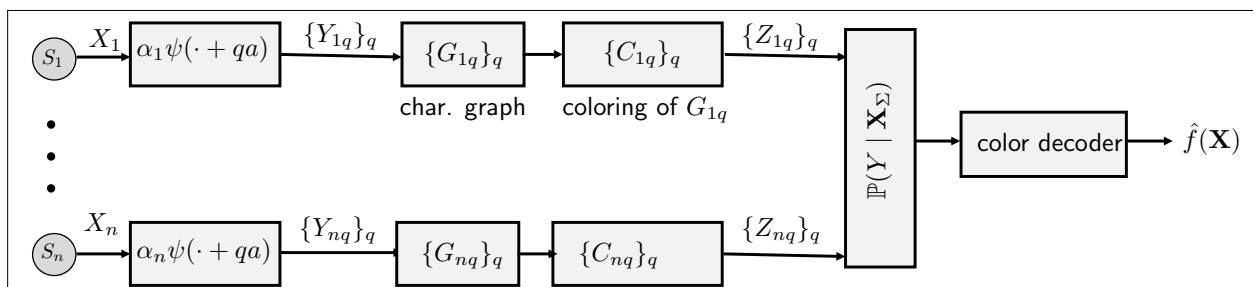 S₁ X₁ α₁ψ(· + qa) {Y₁q}q {G₁q}q {C₁q}q {Z₁q}q
char. graph coloring of G₁q
ℙ(Y | X_Σ) color decoder f̂(X)
Sₙ Xₙ αₙψ(· + qa) {Yₙq}q {Gₙq}q {Cₙq}q {Zₙq}q